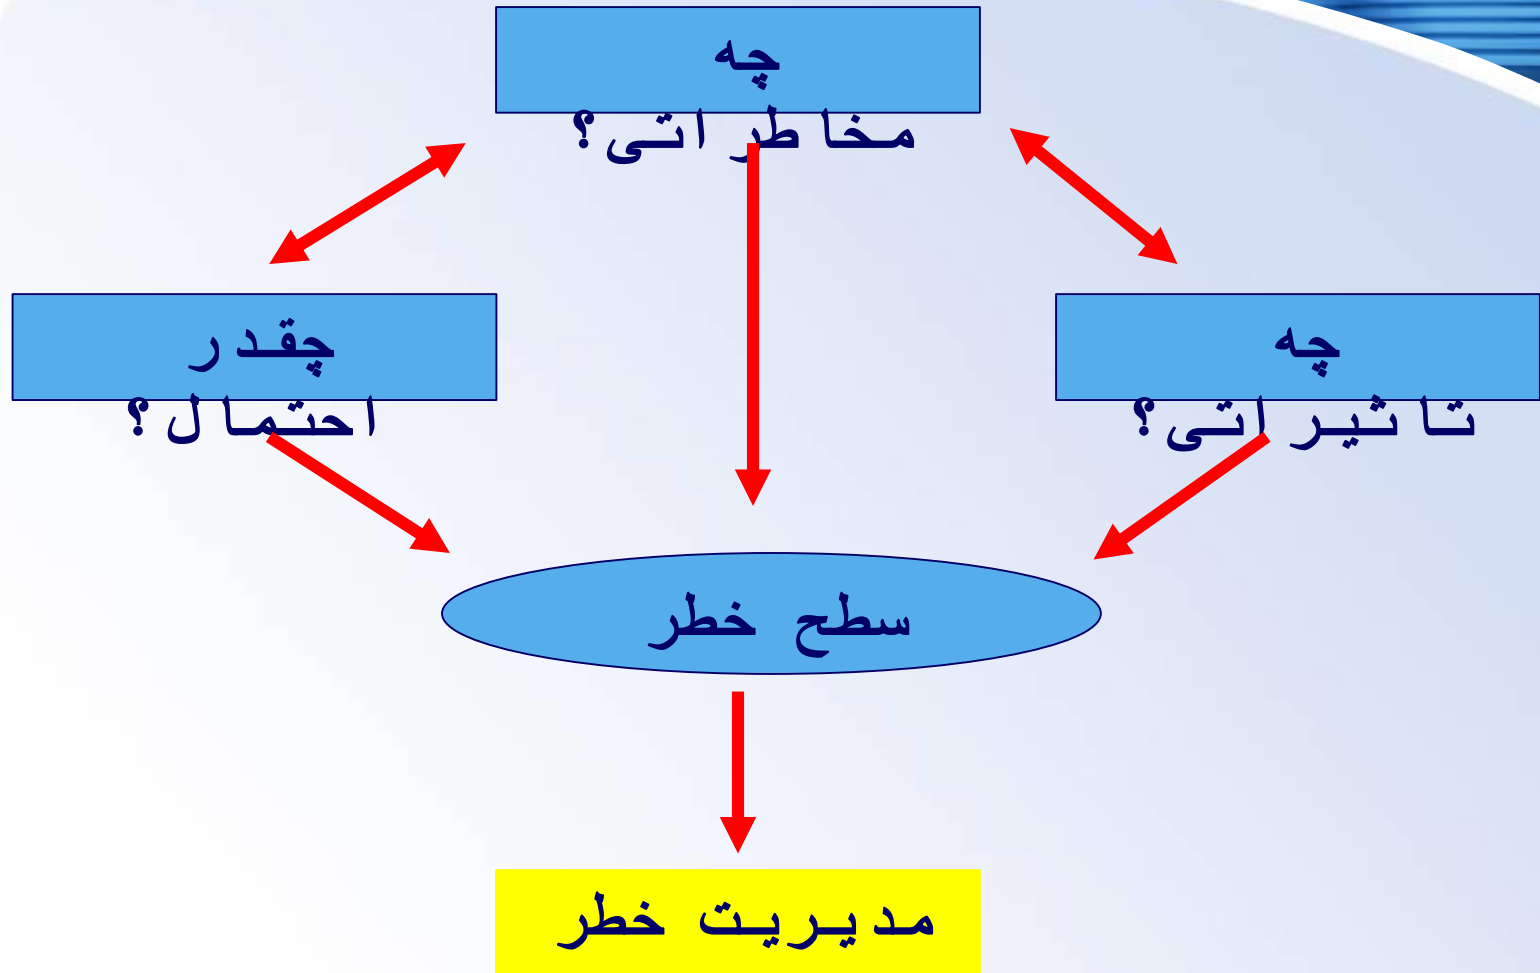 چه
مخاطراتی؟
چه
تاثیراتی؟
چقدر
احتمال؟
سطح خطر
مدیریت خطر